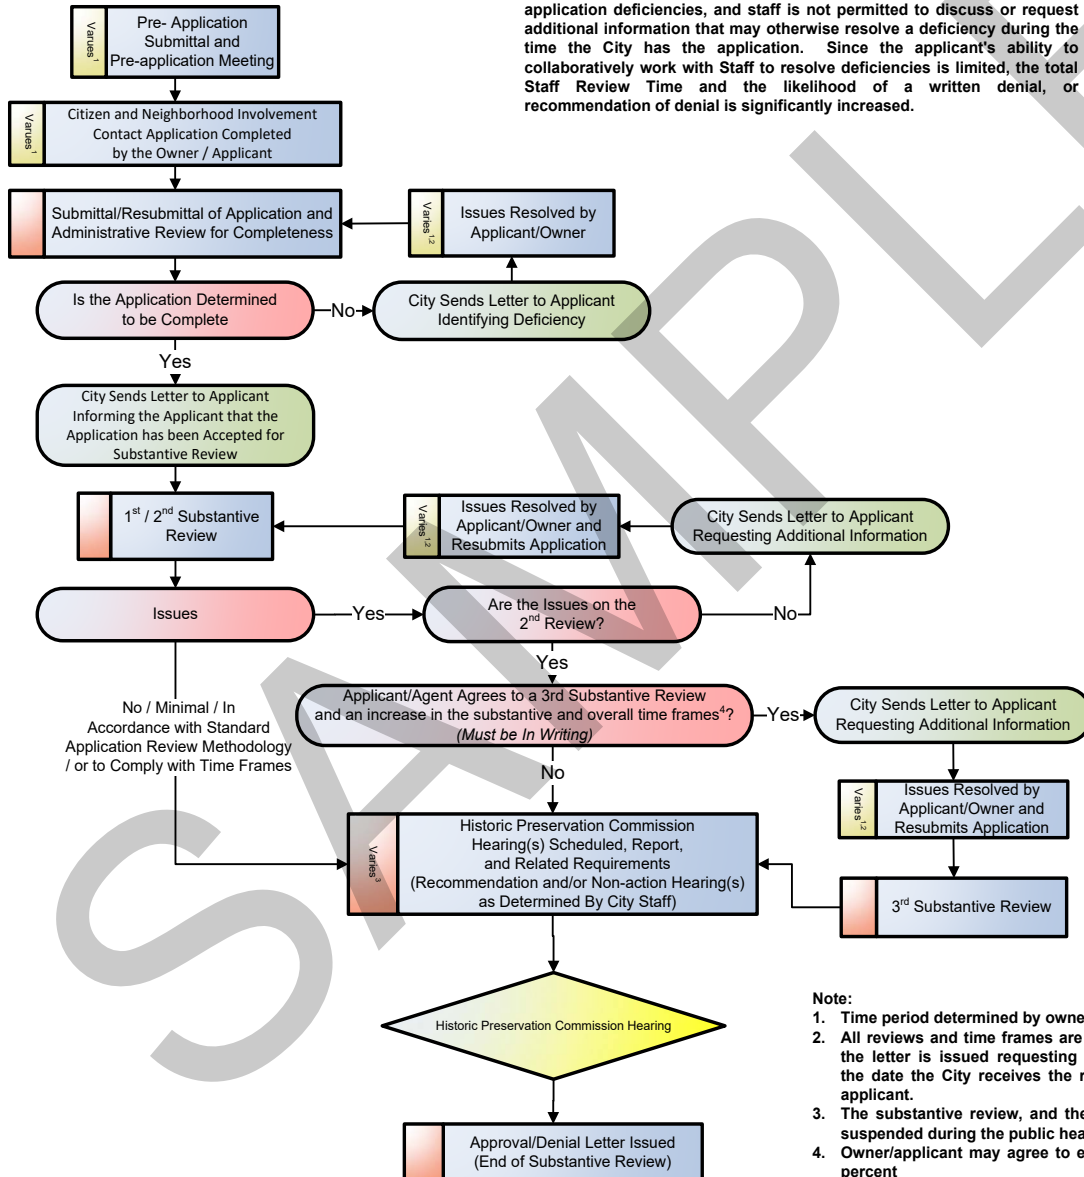 application deficiencies, and staff is not permitted to discuss or request
additional information that may otherwise resolve a deficiency during the
time the City has the application. Since the applicant's ability to
collaboratively work with Staff to resolve deficiencies is limited, the total
Staff Review Time and the likelihood of a written denial, or
recommendation of denial is significantly increased.
Varues¹
Pre- Application
Submittal and
Pre-application Meeting
Varues¹
Citizen and Neighborhood Involvement
Contact Application Completed
by the Owner / Applicant
Submittal/Resubmittal of Application and
Administrative Review for Completeness
Varies¹,²
Issues Resolved by
Applicant/Owner
Is the Application Determined
to be Complete
No
City Sends Letter to Applicant
Identifying Deficiency
Yes
City Sends Letter to Applicant
Informing the Applicant that the
Application has been Accepted for
Substantive Review
1st / 2nd Substantive
Review
Varies¹,²
Issues Resolved by
Applicant/Owner and
Resubmits Application
City Sends Letter to Applicant
Requesting Additional Information
Issues
Yes
Are the Issues on the
2nd Review?
No
Yes
No / Minimal / In
Accordance with Standard
Application Review Methodology
/ or to Comply with Time Frames
Applicant/Agent Agrees to a 3rd Substantive Review
and an increase in the substantive and overall time frames⁴?
(Must be In Writing)
Yes
City Sends Letter to Applicant
Requesting Additional Information
No
Varies¹,²
Issues Resolved by
Applicant/Owner and
Resubmits Application
Varies³
Historic Preservation Commission
Hearing(s) Scheduled, Report,
and Related Requirements
(Recommendation and/or Non-action Hearing(s)
as Determined By City Staff)
3rd Substantive Review
Historic Preservation Commission Hearing
Approval/Denial Letter Issued
(End of Substantive Review)
Note:
1. Time period determined by owne
2. All reviews and time frames are
the letter is issued requesting
the date the City receives the r
applicant.
3. The substantive review, and the
suspended during the public hea
4. Owner/applicant may agree to e
percent
SAMPLE